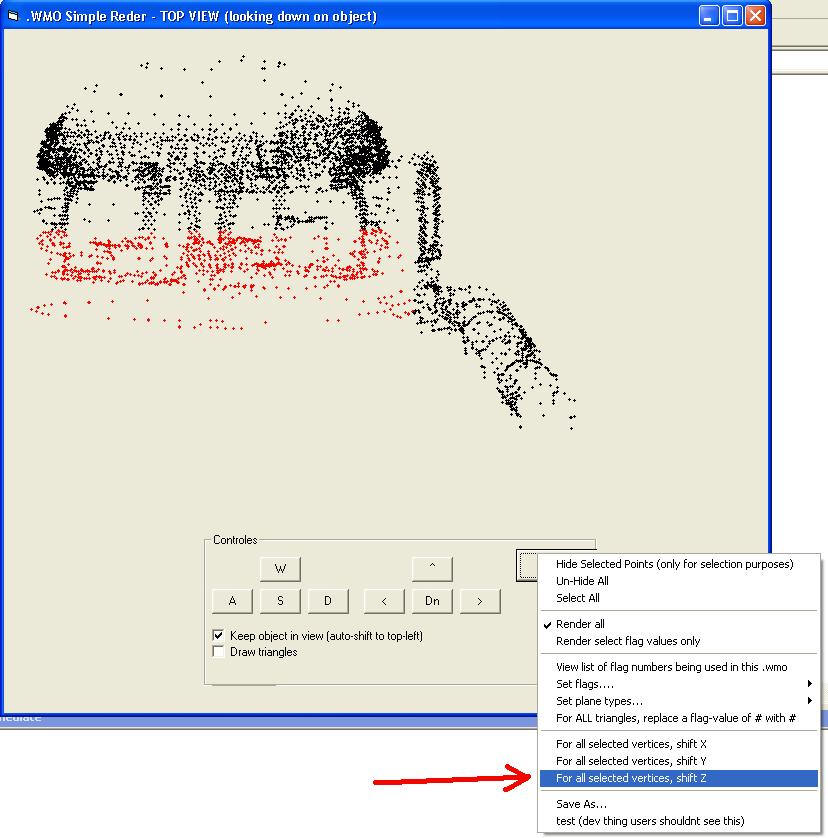 .WMO Simple Reder - TOP VIEW (looking down on object)
Controles
W
^
A
S
D
<
Dn
>
Keep object in view (auto-shift to top-left)
Draw triangles
Hide Selected Points (only for selection purposes)
Un-Hide All
Select All
Render all
Render select flag values only
View list of flag numbers being used in this .wmo
Set flags....
Set plane types...
For ALL triangles, replace a flag-value of # with #
For all selected vertices, shift X
For all selected vertices, shift Y
For all selected vertices, shift Z
Save As...
test (dev thing users shouldnt see this)